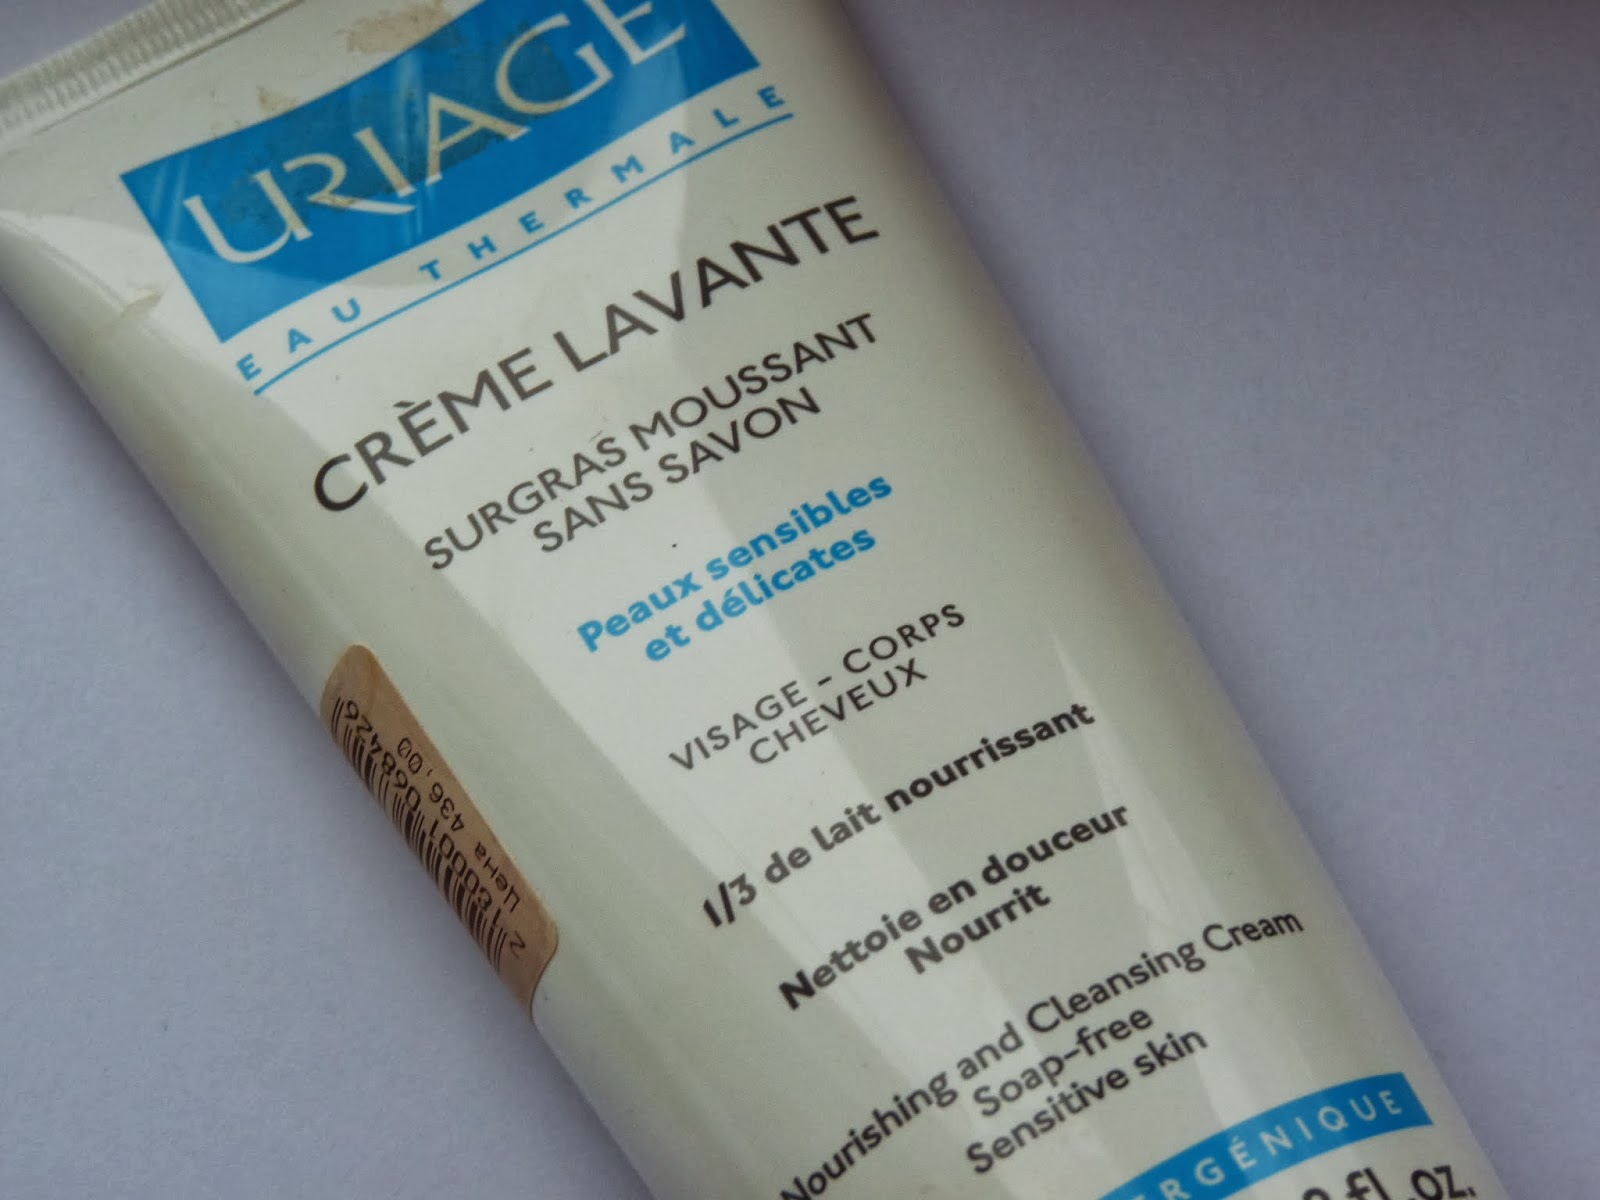 URIAGE
EAU THERMALE
CRÈME LAVANTE
SURGRAS MOUSSANT
SANS SAVON
Peaux sensibles
et délicates
VISAGE - CORPS
CHEVEUX
1/3 de lait nourrissant
Nettoie en douceur
Nourrit
Nourishing and Cleansing Cream
Soap-free
Sensitive skin
fl. oz.
Цена 436,00